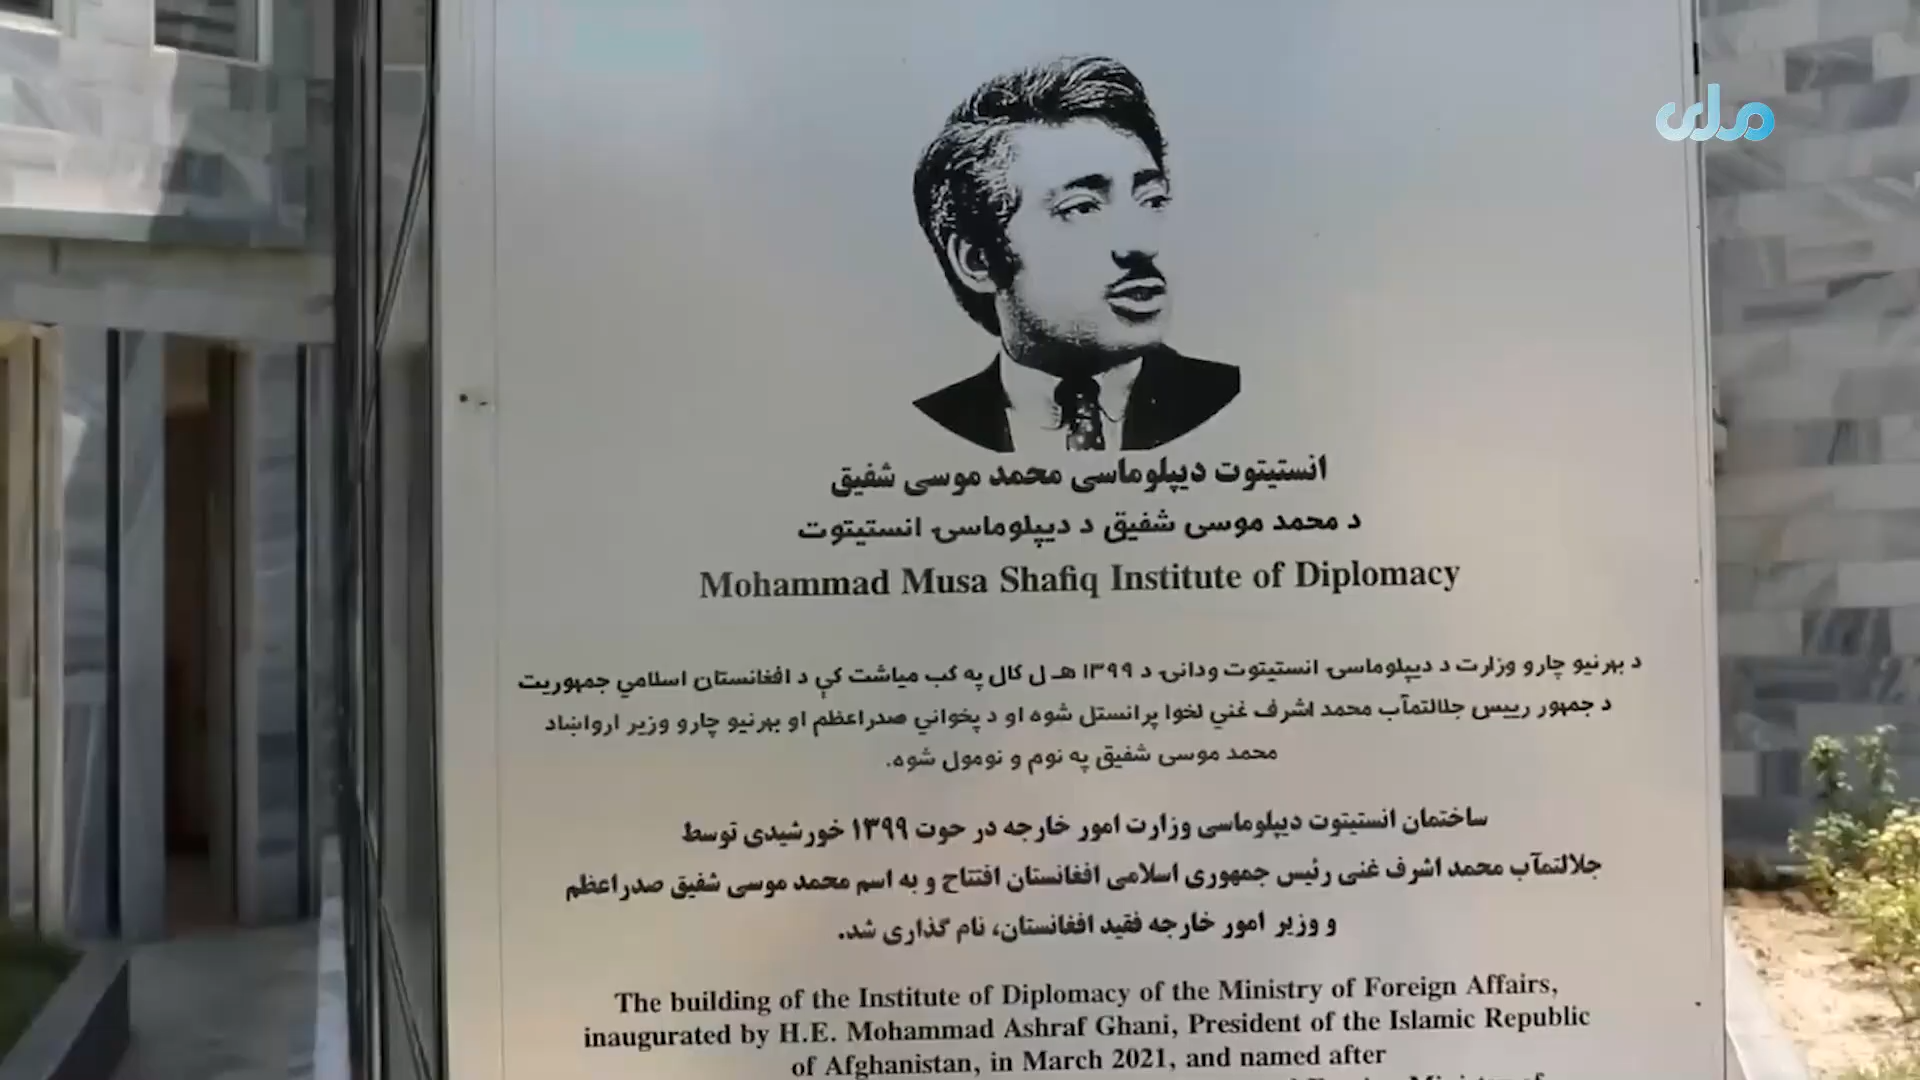 ملی
انستیتوت دیپلوماسی محمد موسی شفیق
د محمد موسی شفیق د دیپلوماسۍ انستیتوت
Mohammad Musa Shafiq Institute of Diplomacy
د بهرنیو چارو وزارت د دیپلوماسۍ انستیتوت ودانۍ د ۱۳۹۹ هـ ل کال په کب میاشت کې د افغانستان اسلامي جمهوریت
د جمهور رییس جلالتمآب محمد اشرف غني لخوا پرانستل شوه او د پخواني صدراعظم او بهرنیو چارو وزیر ارواښاد
محمد موسی شفیق په نوم و نومول شوه.
ساختمان انستیتوت دیپلوماسی وزارت امور خارجه در حوت ۱۳۹۹ خورشیدی توسط
جلالتمآب محمد اشرف غنی رئیس جمهوری اسلامی افغانستان افتتاح و به اسم محمد موسی شفیق صدراعظم
و وزیر امور خارجه فقید افغانستان، نام گذاری شد.
The building of the Institute of Diplomacy of the Ministry of Foreign Affairs,
inaugurated by H.E. Mohammad Ashraf Ghani, President of the Islamic Republic
of Afghanistan, in March 2021, and named after